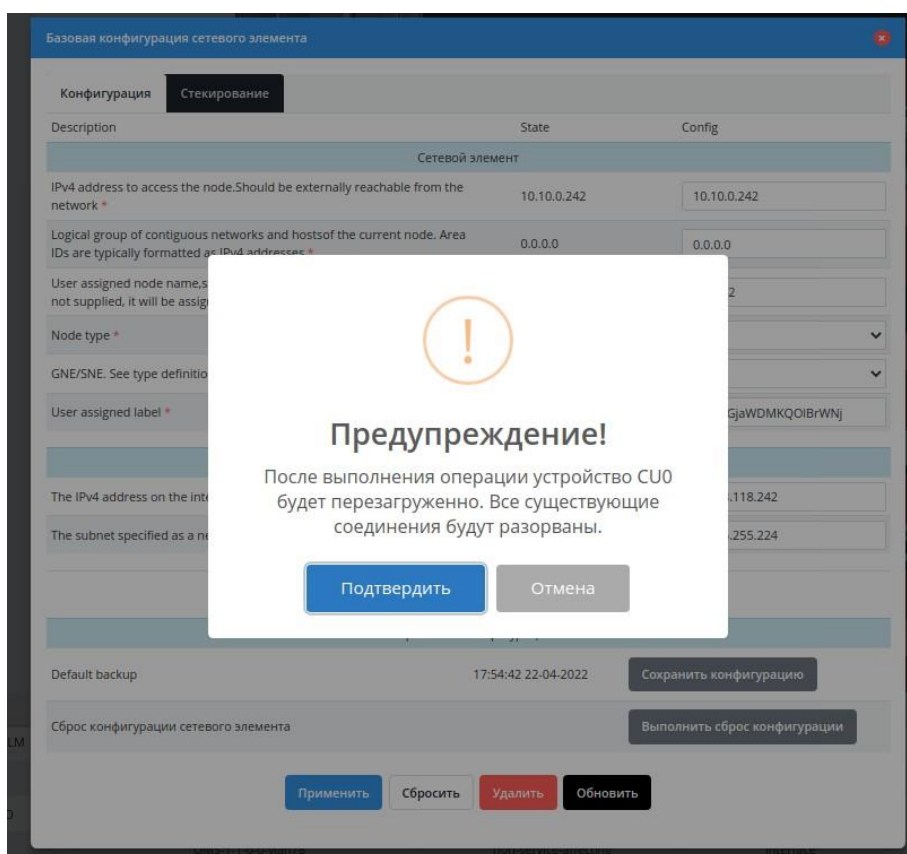 Базовая конфигурация сетевого элемента
Конфигурация Стекирование
Description State Config
Сетевой элемент
IPv4 address to access the node.Should be externally reachable from the
network *
10.10.0.242 10.10.0.242
Logical group of contiguous networks and hostsof the current node. Area
IDs are typically formatted as IPv4 addresses *
0.0.0.0 0.0.0.0
User assigned node name,s
not supplied, it will be assig
2
Node type *
GNE/SNE. See type definitio
User assigned label *
GjaWDMKQOIBrWNj
The IPv4 address on the inte
.118.242
The subnet specified as a ne
.255.224
!
Предупреждение!
После выполнения операции устройство CU0
будет перезагруженно. Все существующие
соединения будут разорваны.
Подтвердить Отмена
Default backup 17:54:42 22-04-2022 Сохранить конфигурацию
Сброс конфигурации сетевого элемента Выполнить сброс конфигурации
Применить Сбросить Удалить Обновить